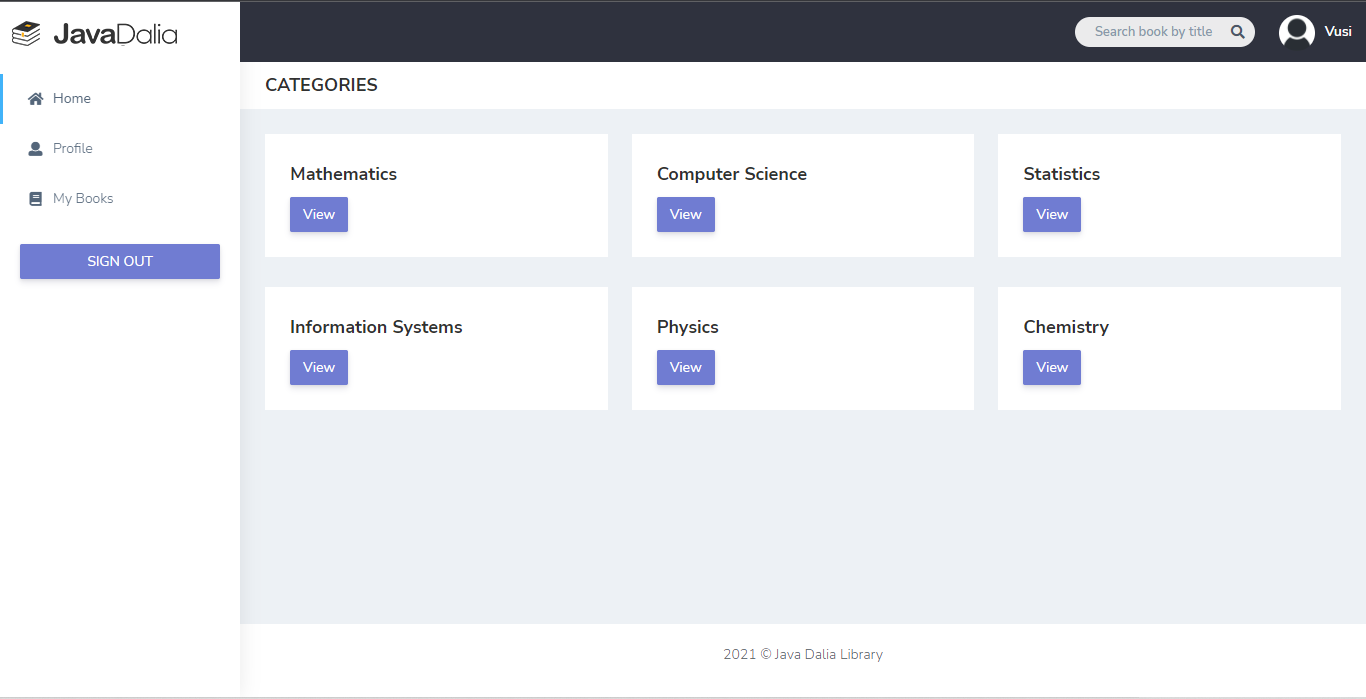 JavaDalia
Search book by title
Vusi
Home
Profile
My Books
SIGN OUT
CATEGORIES
Mathematics
View
Computer Science
View
Statistics
View
Information Systems
View
Physics
View
Chemistry
View
2021 © Java Dalia Library